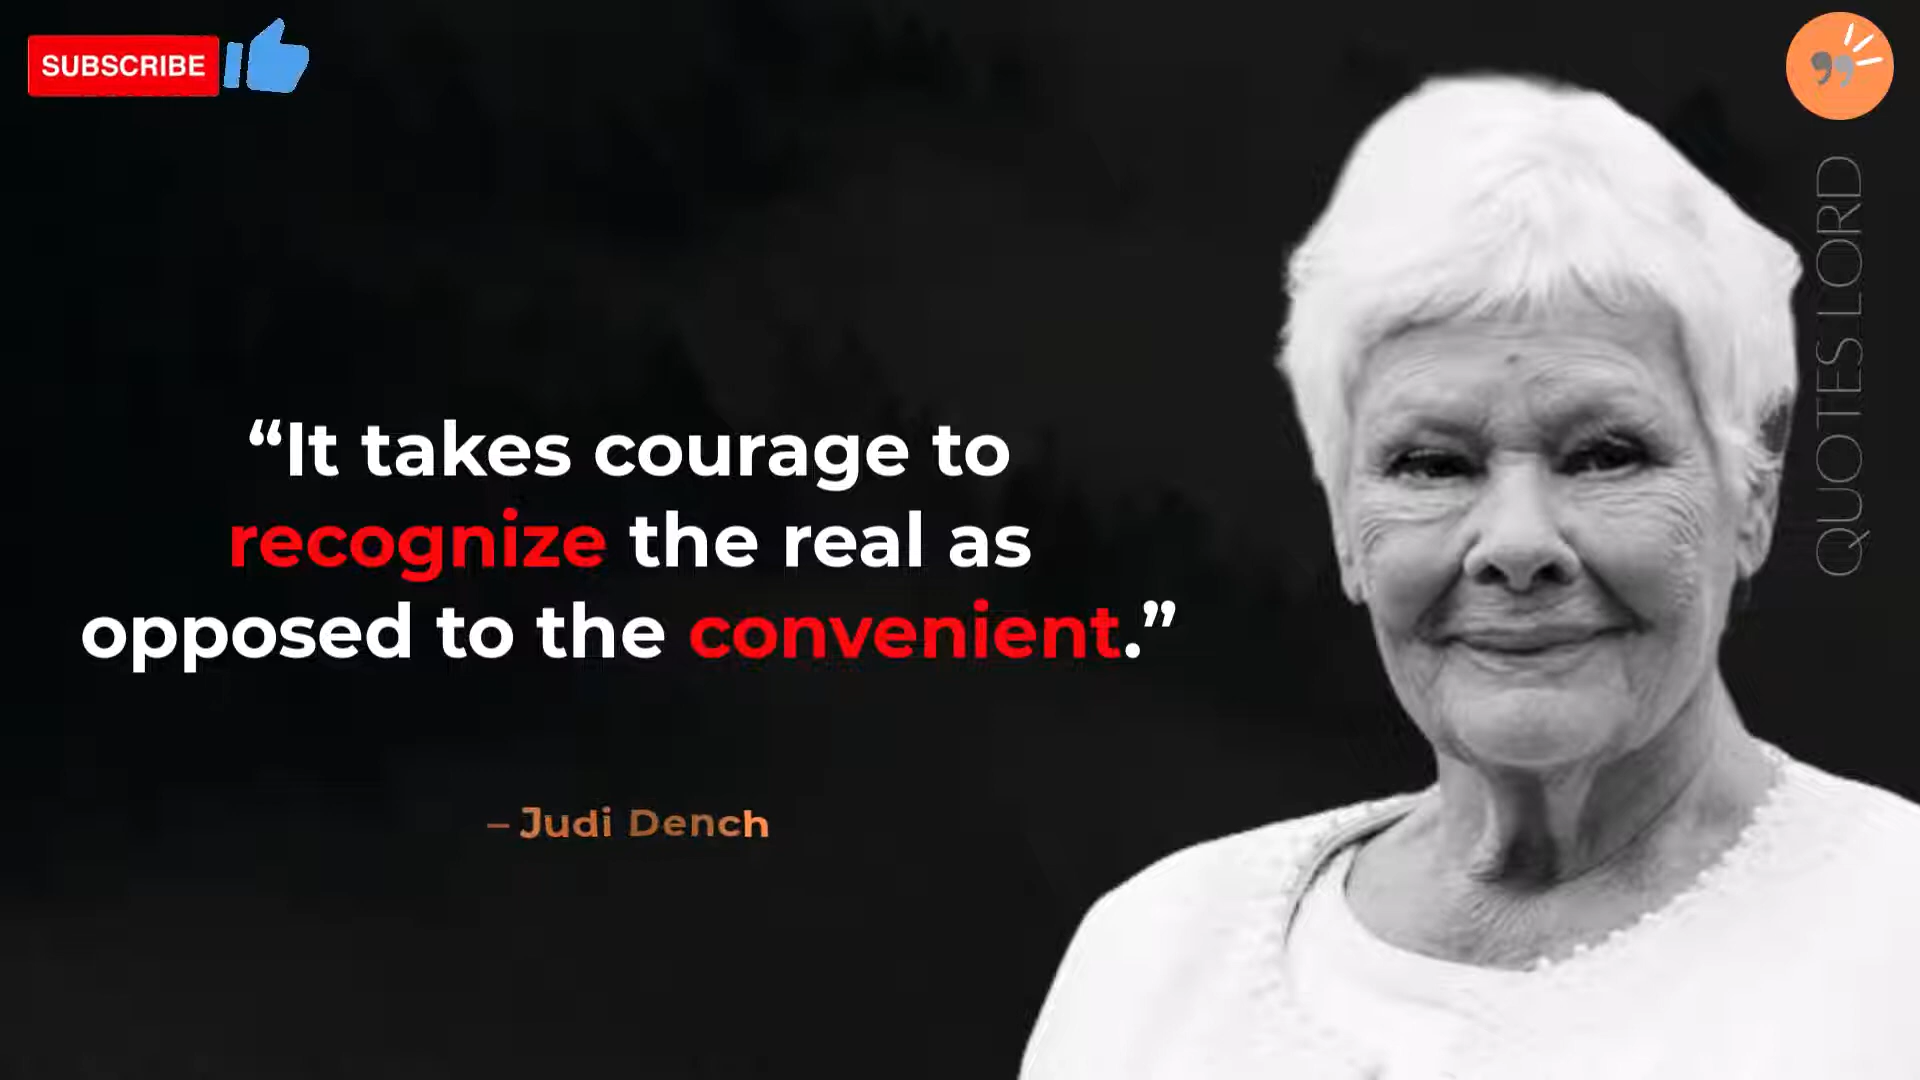 SUBSCRIBE
QUOTES LORD
“It takes courage to
recognize the real as
opposed to the convenient.”
– Judi Dench